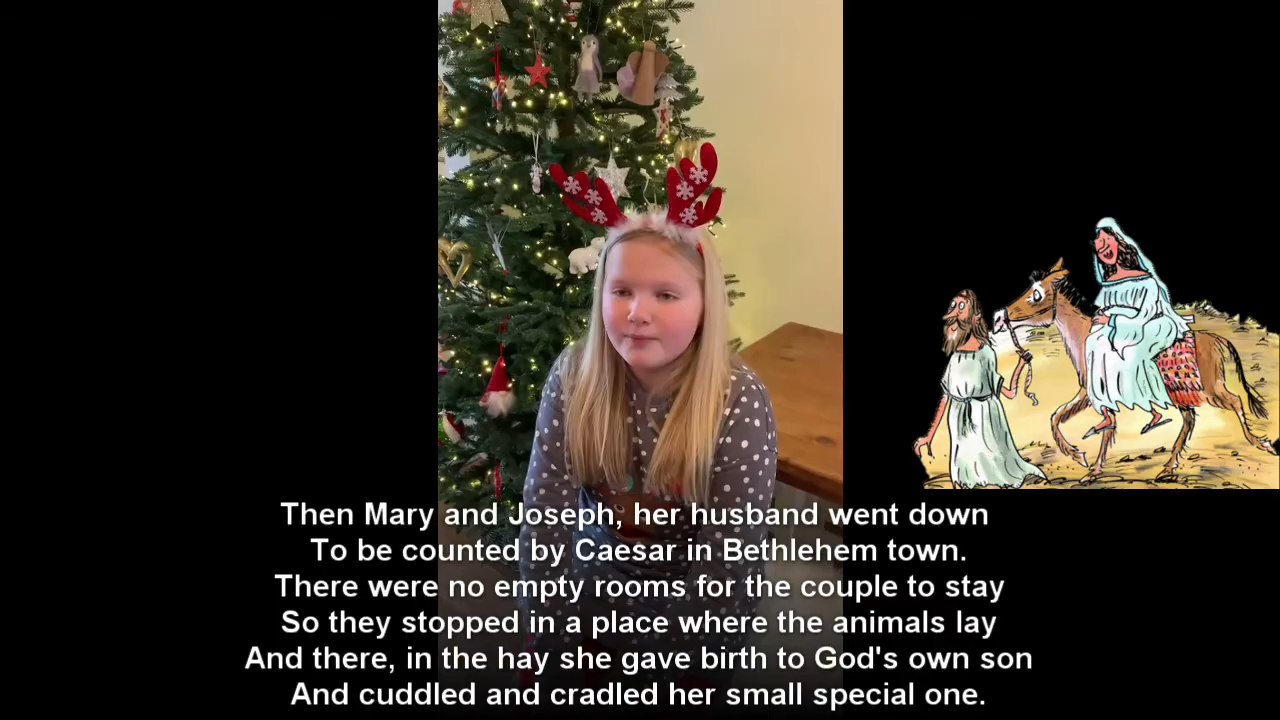 Then Mary and Joseph, her husband went down
To be counted by Caesar in Bethlehem town.
There were no empty rooms for the couple to stay
So they stopped in a place where the animals lay
And there, in the hay she gave birth to God's own son
And cuddled and cradled her small special one.